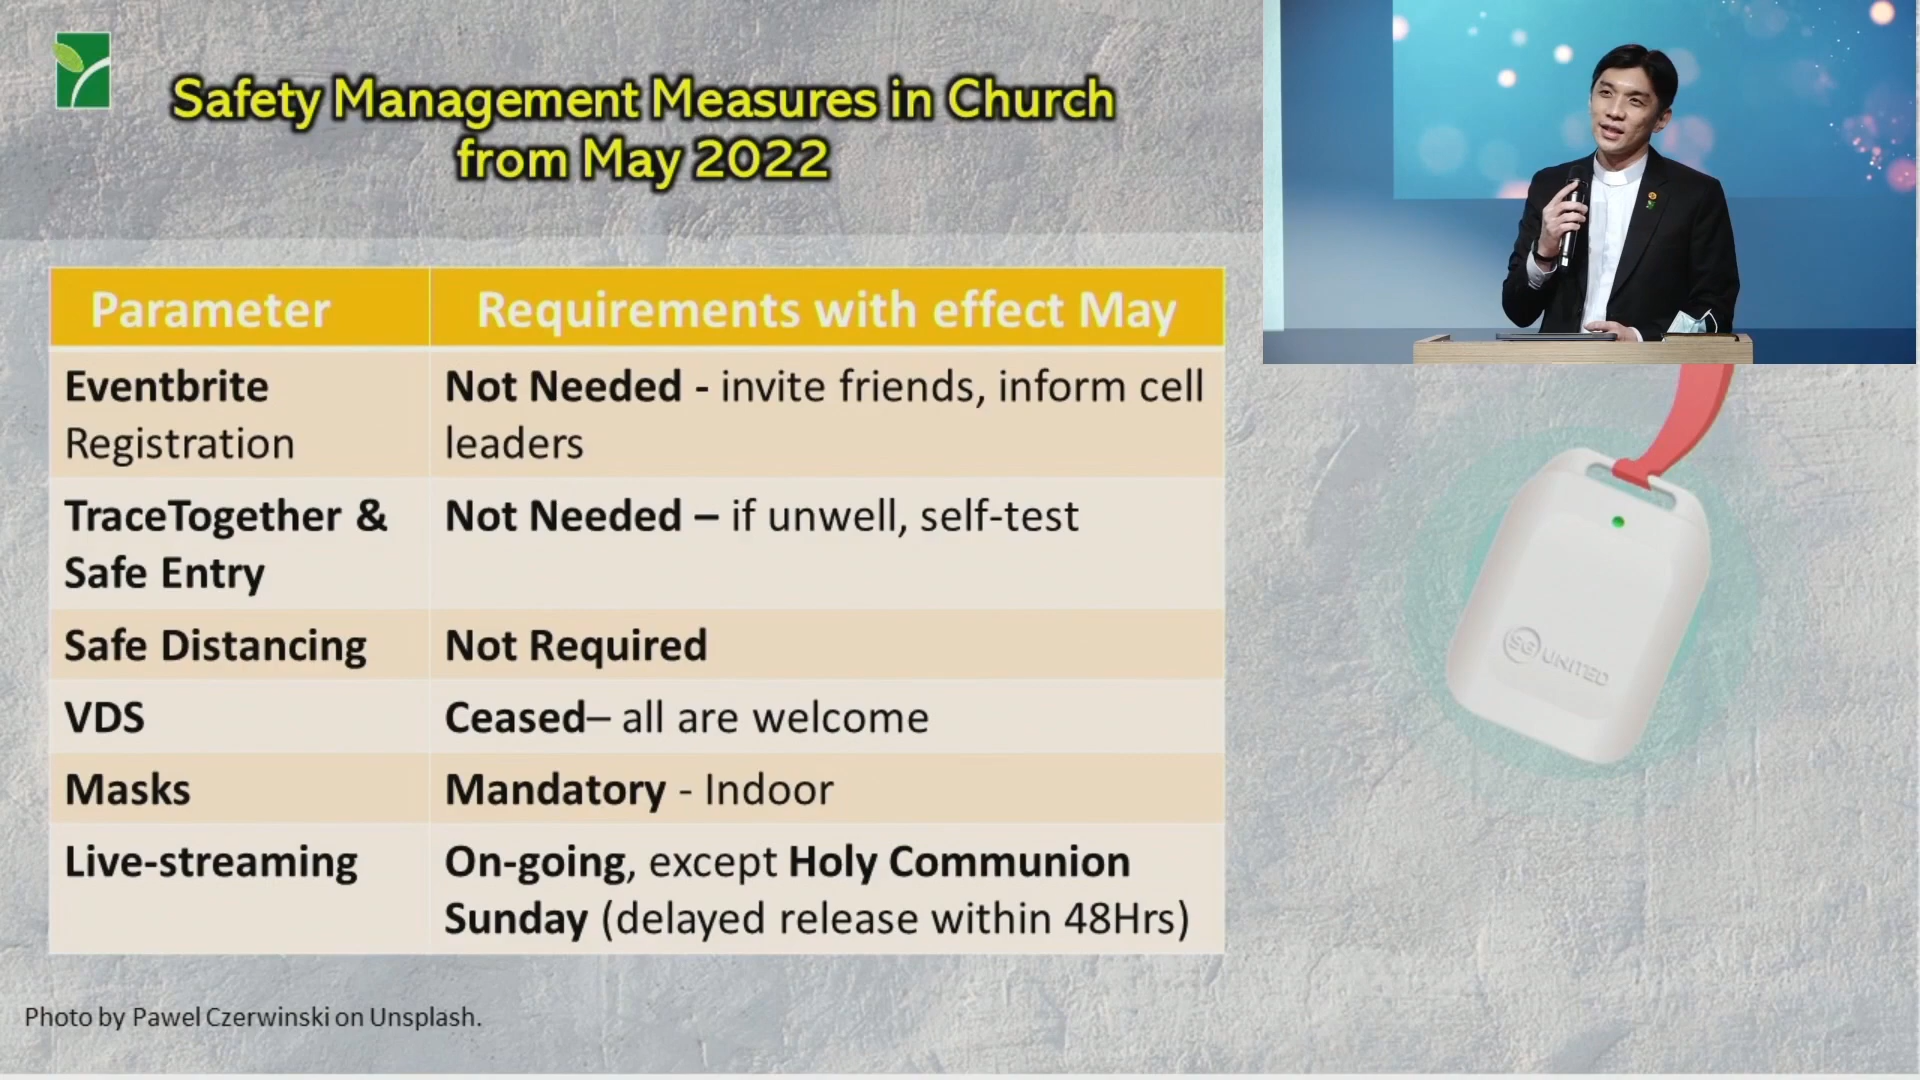 Safety Management Measures in Church
from May 2022
Parameter
Requirements with effect May
Eventbrite
Registration
Not Needed - invite friends, inform cell
leaders
TraceTogether &
Safe Entry
Not Needed – if unwell, self-test
Safe Distancing
Not Required
VDS
Ceased– all are welcome
Masks
Mandatory - Indoor
Live-streaming
On-going, except Holy Communion
Sunday (delayed release within 48Hrs)
SG UNITED
Photo by Pawel Czerwinski on Unsplash.